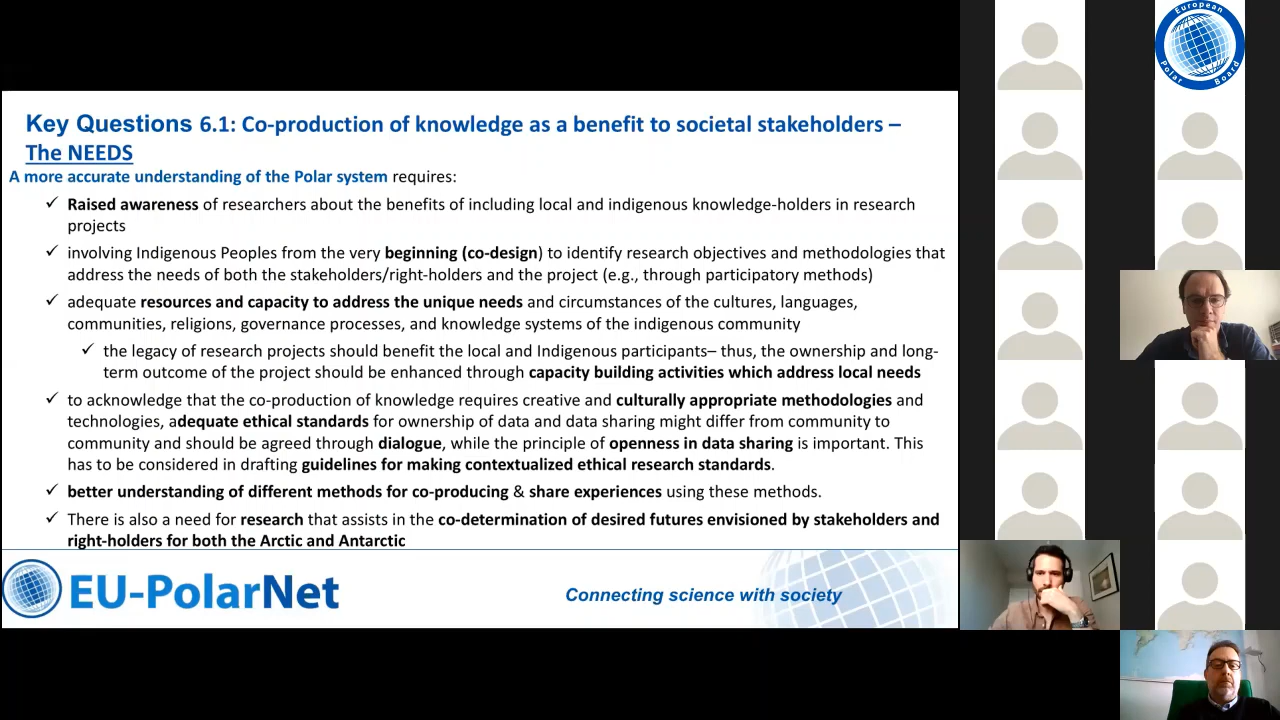 Key Questions 6.1: Co-production of knowledge as a benefit to societal stakeholders –
The NEEDS
A more accurate understanding of the Polar system requires:
✓ Raised awareness of researchers about the benefits of including local and indigenous knowledge-holders in research
projects
✓ involving Indigenous Peoples from the very beginning (co-design) to identify research objectives and methodologies that
address the needs of both the stakeholders/right-holders and the project (e.g., through participatory methods)
✓ adequate resources and capacity to address the unique needs and circumstances of the cultures, languages,
communities, religions, governance processes, and knowledge systems of the indigenous community
✓ the legacy of research projects should benefit the local and Indigenous participants– thus, the ownership and long-
term outcome of the project should be enhanced through capacity building activities which address local needs
✓ to acknowledge that the co-production of knowledge requires creative and culturally appropriate methodologies and
technologies, adequate ethical standards for ownership of data and data sharing might differ from community to
community and should be agreed through dialogue, while the principle of openness in data sharing is important. This
has to be considered in drafting guidelines for making contextualized ethical research standards.
✓ better understanding of different methods for co-producing & share experiences using these methods.
✓ There is also a need for research that assists in the co-determination of desired futures envisioned by stakeholders and
right-holders for both the Arctic and Antarctic
EU-PolarNet
Connecting science with society
European
Polar Board